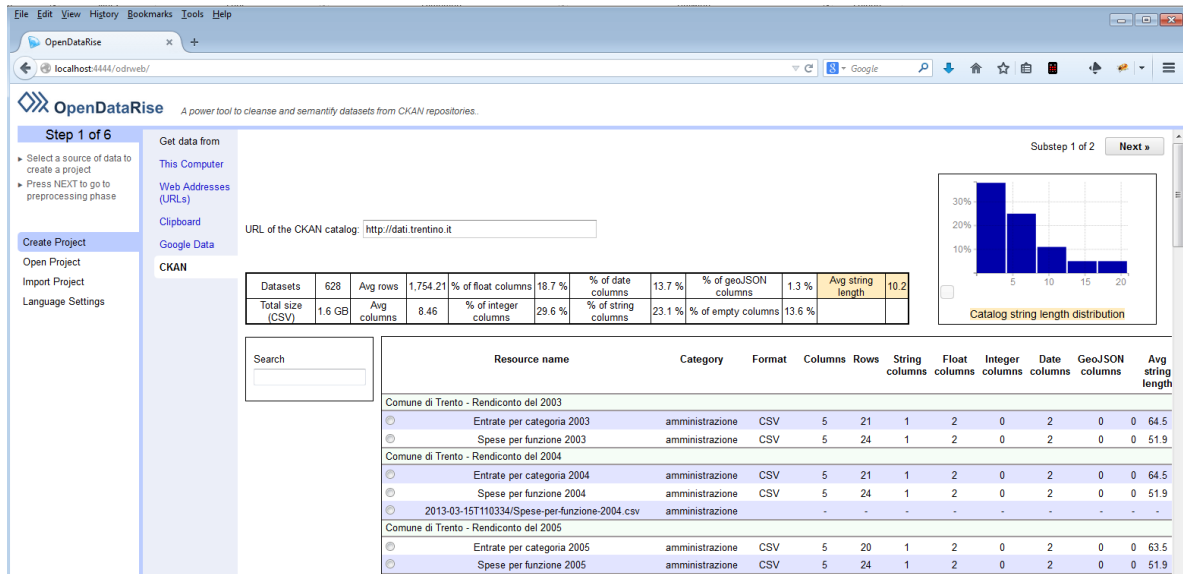 File Edit View History Bookmarks Tools Help
OpenDataRise
localhost:4444/odrweb/
Google
OpenDataRise
A power tool to cleanse and semantify datasets from CKAN repositories..
Step 1 of 6
Select a source of data to
create a project
Press NEXT to go to
preprocessing phase
Create Project
Open Project
Import Project
Language Settings
Get data from
This Computer
Web Addresses
(URLs)
Clipboard
Google Data
CKAN
Substep 1 of 2 Next »
URL of the CKAN catalog: http://dati.trentino.it
30%
20%
10%
5 10 15 20
Catalog string length distribution
Datasets 628 Avg rows 1,754.21 % of float columns 18.7 % % of date columns 13.7 % % of geoJSON columns 1.3 % Avg string length 10.2
Total size (CSV) 1.6 GB Avg columns 8.46 % of integer columns 29.6 % % of string columns 23.1 % % of empty columns 13.6 %
Search
Resource name Category Format Columns Rows String columns Float columns Integer columns Date columns GeoJSON columns Avg string length
Comune di Trento - Rendiconto del 2003
Entrate per categoria 2003 amministrazione CSV 5 21 1 2 0 2 0 0 64.5
Spese per funzione 2003 amministrazione CSV 5 24 1 2 0 2 0 0 51.9
Comune di Trento - Rendiconto del 2004
Entrate per categoria 2004 amministrazione CSV 5 21 1 2 0 2 0 0 64.5
Spese per funzione 2004 amministrazione CSV 5 24 1 2 0 2 0 0 51.9
2013-03-15T110334/Spese-per-funzione-2004.csv amministrazione - - - - - - - - -
Comune di Trento - Rendiconto del 2005
Entrate per categoria 2005 amministrazione CSV 5 20 1 2 0 2 0 0 63.5
Spese per funzione 2005 amministrazione CSV 5 24 1 2 0 2 0 0 51.9